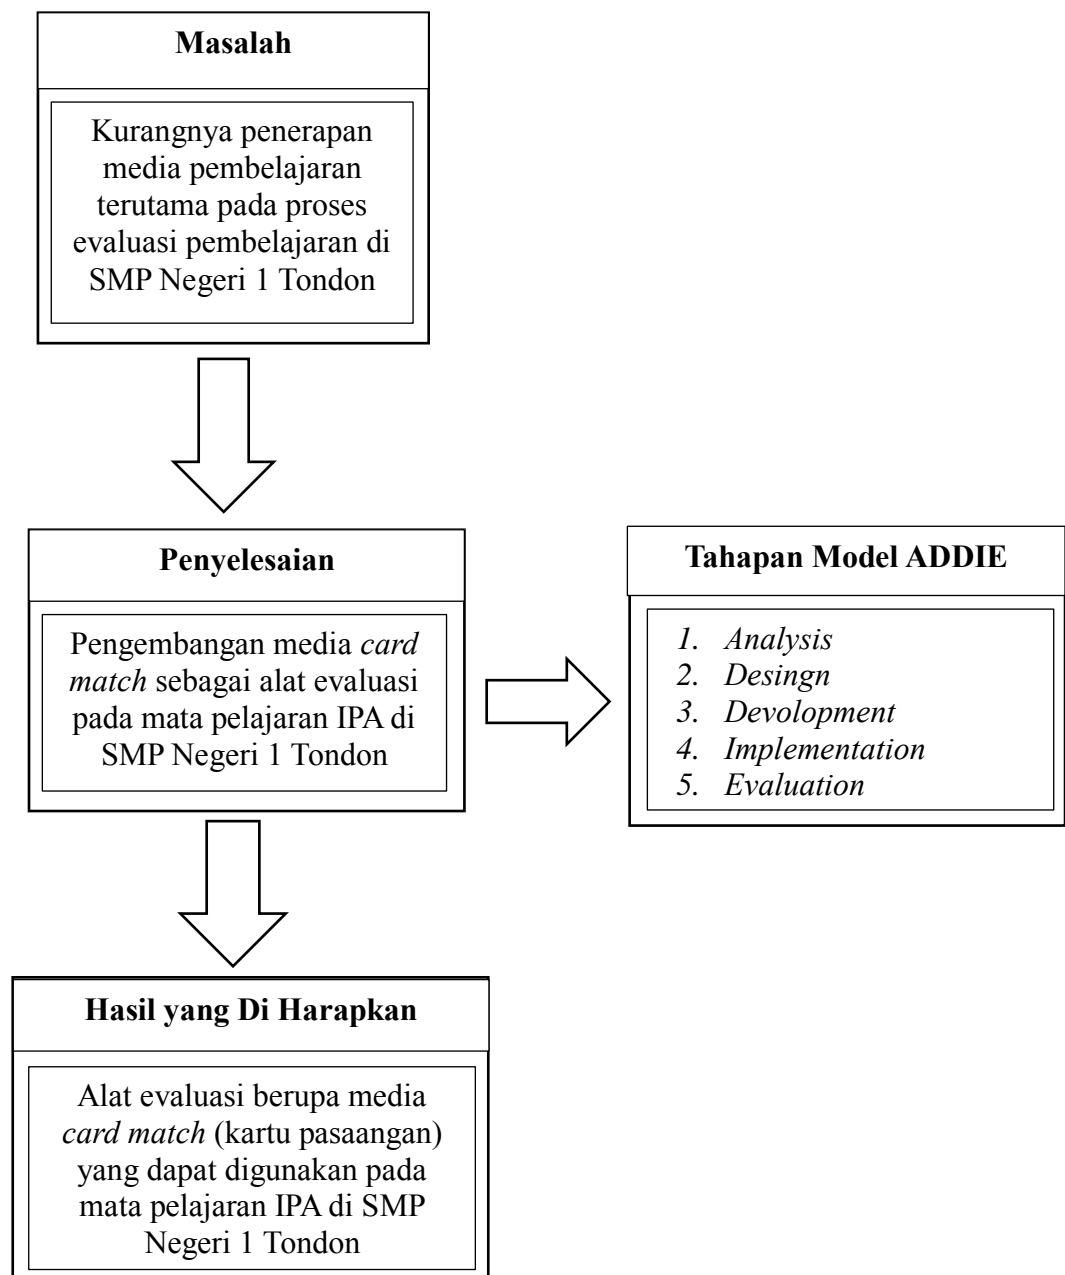 Masalah
Kurangnya penerapan
media pembelajaran
terutama pada proses
evaluasi pembelajaran di
SMP Negeri 1 Tondon
Penyelesaian
Pengembangan media card
match sebagai alat evaluasi
pada mata pelajaran IPA di
SMP Negeri 1 Tondon
Tahapan Model ADDIE
1. Analysis
2. Desingn
3. Devolopment
4. Implementation
5. Evaluation
Hasil yang Di Harapkan
Alat evaluasi berupa media
card match (kartu pasaangan)
yang dapat digunakan pada
mata pelajaran IPA di SMP
Negeri 1 Tondon